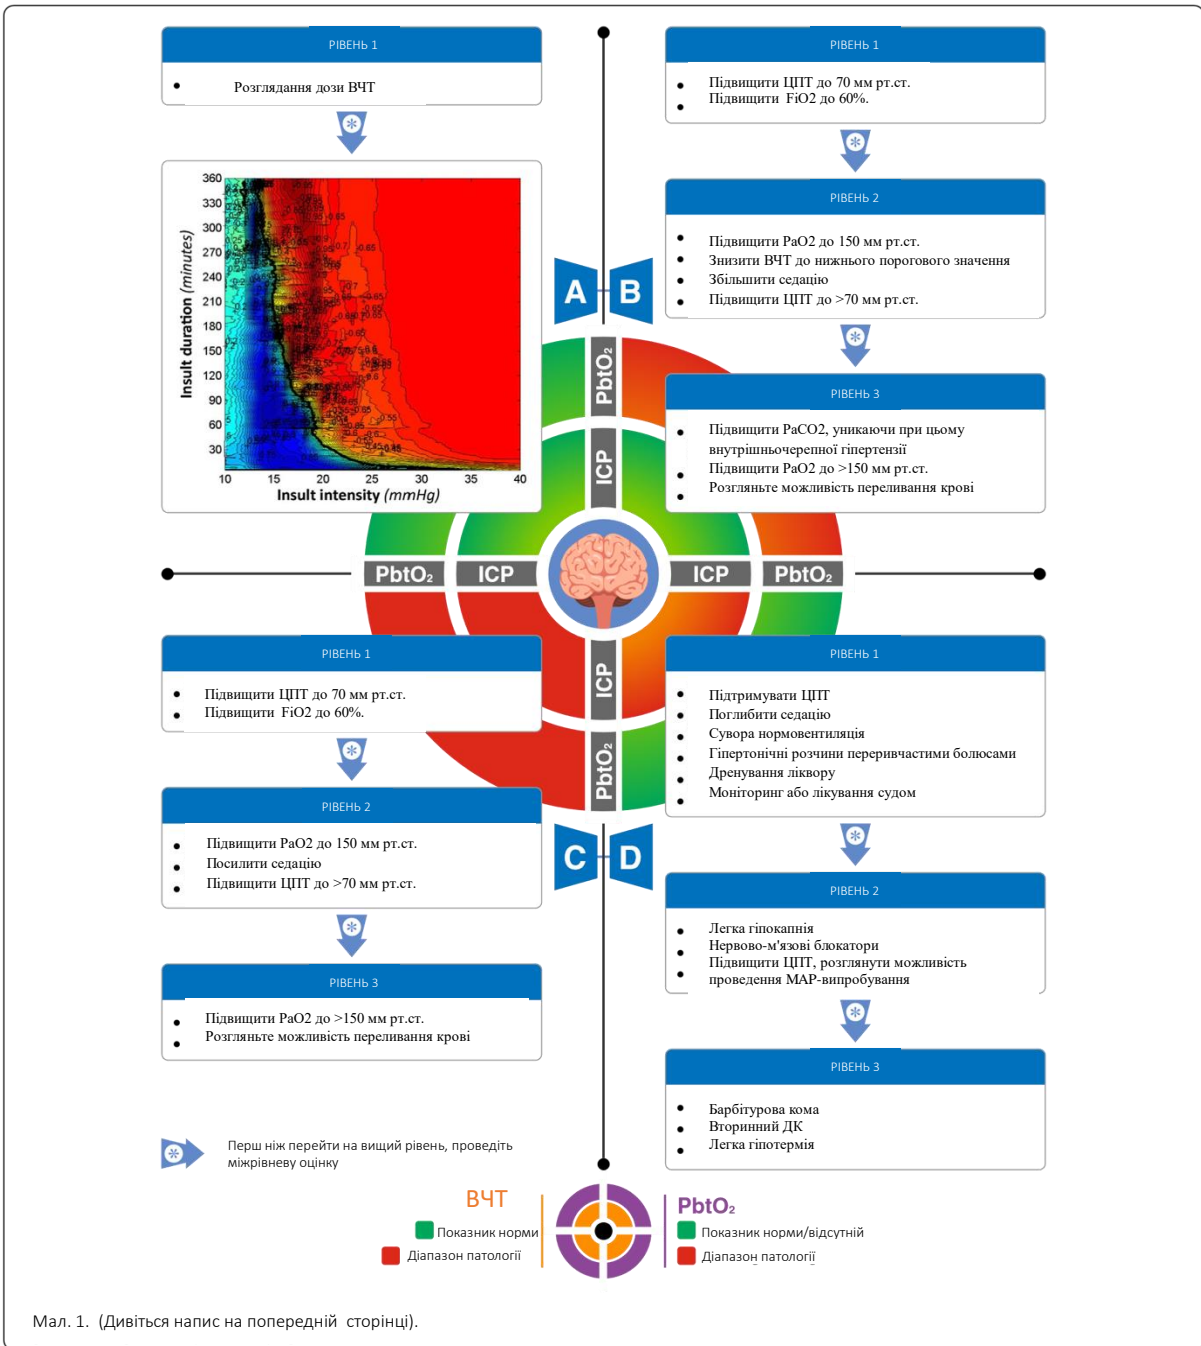 РІВЕНЬ 1
Розглядання дози ВЧТ
Insult duration (minutes)
360
330
300
270
240
210
180
150
120
90
60
30
10
15
20
25
30
35
40
Insult intensity (mmHg)
РІВЕНЬ 1
Підвищити ЦПТ до 70 мм рт.ст.
Підвищити FiO2 до 60%.
РІВЕНЬ 2
Підвищити PaO2 до 150 мм рт.ст.
Знизити ВЧТ до нижнього порогового значення
Збільшити седацію
Підвищити ЦПТ до >70 мм рт.ст.
РІВЕНЬ 3
Підвищити PaCO2, уникаючи при цьому
внутрішньочерепної гіпертензії
Підвищити PaO2 до >150 мм рт.ст.
Розгляньте можливість переливання крові
A
B
PbtO₂
ICP
PbtO₂
ICP
ICP
PbtO₂
ICP
PbtO₂
C
D
РІВЕНЬ 1
Підвищити ЦПТ до 70 мм рт.ст.
Підвищити FiO2 до 60%.
РІВЕНЬ 2
Підвищити PaO2 до 150 мм рт.ст.
Посилити седацію
Підвищити ЦПТ до >70 мм рт.ст.
РІВЕНЬ 3
Підвищити PaO2 до >150 мм рт.ст.
Розгляньте можливість переливання крові
РІВЕНЬ 1
Підтримувати ЦПТ
Поглибити седацію
Сувора нормовентиляція
Гіпертонічні розчини переривчастими болюсами
Дренування ліквору
Моніторинг або лікування судом
РІВЕНЬ 2
Легка гіпокапнія
Нервово-м'язові блокатори
Підвищити ЦПТ, розглянути можливість
проведення МАР-випробування
РІВЕНЬ 3
Барбітурова кома
Вторинний ДК
Легка гіпотермія
Перш ніж перейти на вищий рівень, проведіть
міжрівневу оцінку
ВЧТ
Показник норми
Діапазон патології
PbtO₂
Показник норми/відсутній
Діапазон патології
Мал. 1. (Дивіться напис на попередній сторінці).